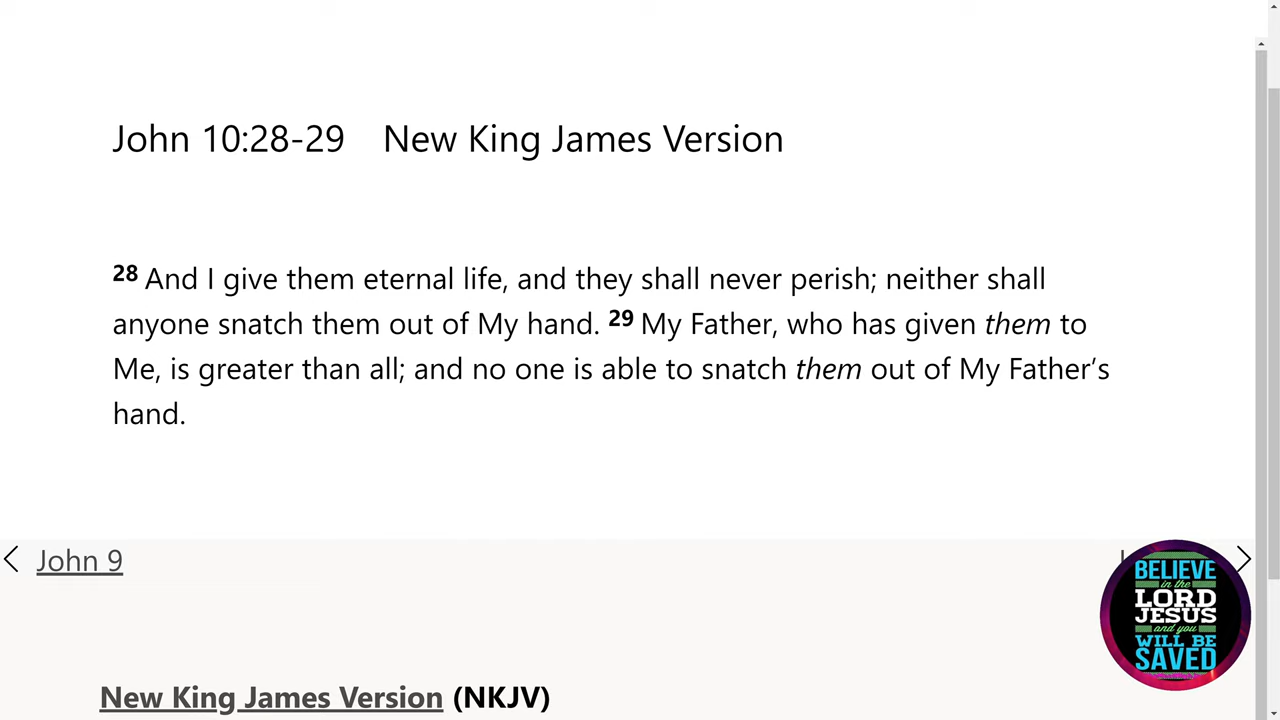 John 10:28-29 New King James Version
28 And I give them eternal life, and they shall never perish; neither shall
anyone snatch them out of My hand. 29 My Father, who has given them to
Me, is greater than all; and no one is able to snatch them out of My Father’s
hand.
John 9
BELIEVE
in the
LORD
JESUS
and you
WILL BE
SAVED
New King James Version (NKJV)